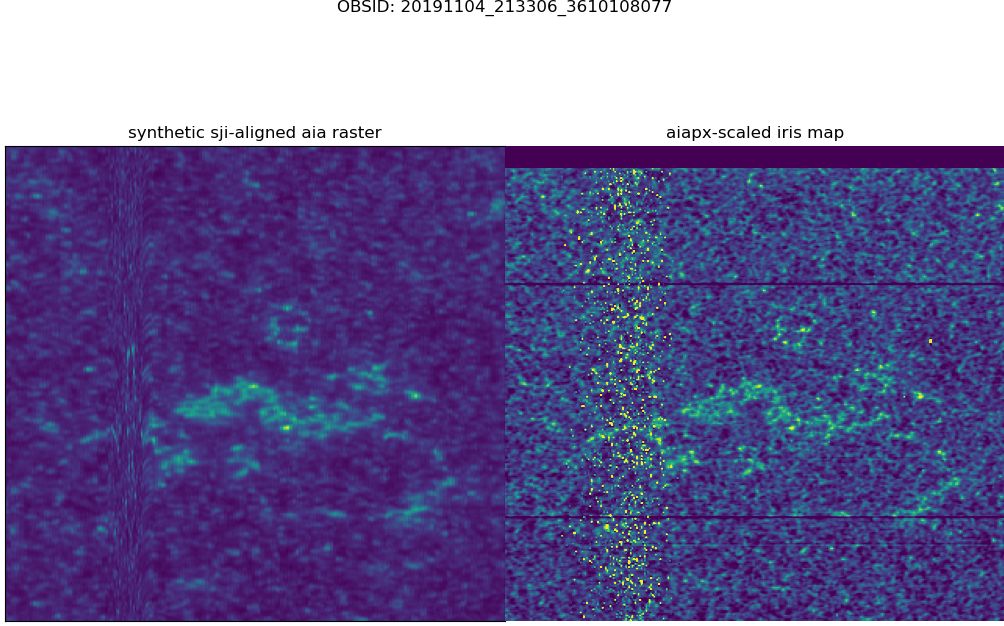 OBSID: 20191104_213306_3610108077
synthetic sji-aligned aia raster
aiapx-scaled iris map